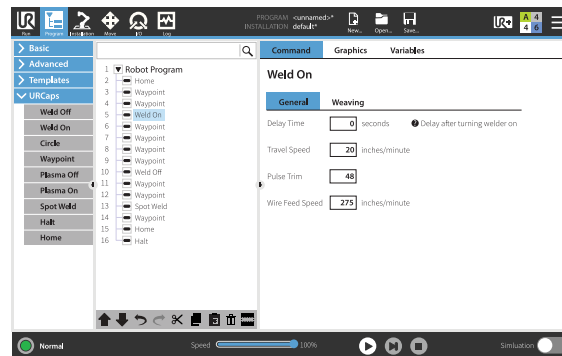 UR
PROGRAM <unnamed>*
INSTALLATION default*
Run Program Installation Move I/O Log
New... Open... Save...
A 4
4 6
Basic
Advanced
Templates
URCaps
Weld Off
Weld On
Circle
Waypoint
Plasma Off
Plasma On
Spot Weld
Halt
Home
1 Robot Program
2 Home
3 Waypoint
4 Waypoint
5 Weld On
6 Waypoint
7 Waypoint
8 Waypoint
9 Waypoint
10 Weld Off
11 Waypoint
12 Waypoint
13 Spot Weld
14 Waypoint
15 Home
16 Halt
Command Graphics Variables
Weld On
General Weaving
Delay Time 0 seconds Delay after turning welder on
Travel Speed 20 inches/minute
Pulse Trim 48
Wire Feed Speed 275 inches/minute
Normal Speed 100% Simluation